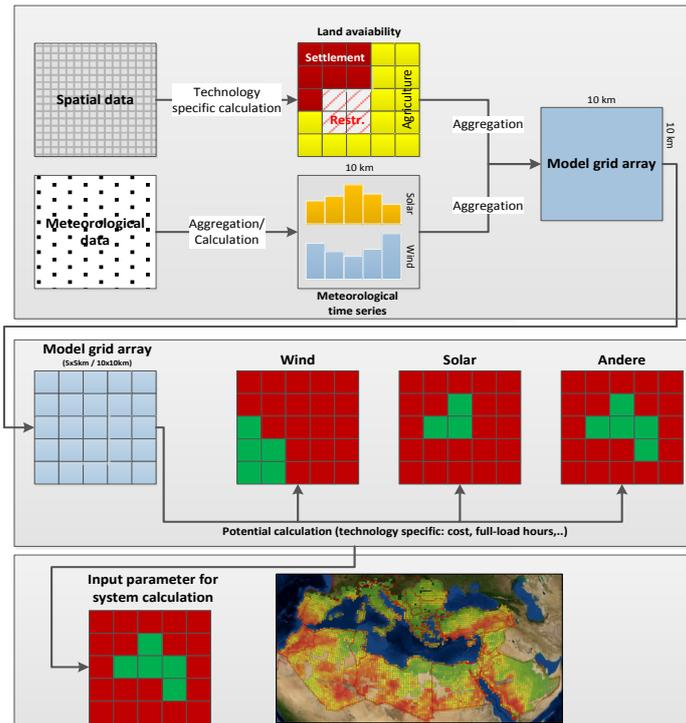 Land avaiability
Settlement
Agriculture
Restr.
Spatial data
Technology
specific calculation
10 km
Aggregation
10 km
10 km
Model grid array
Aggregation
Meteorological
data
Aggregation/
Calculation
Solar
Wind
Meteorological
time series
Model grid array
(5x5km / 10x10km)
Wind
Solar
Andere
Potential calculation (technology specific: cost, full-load hours,..)
Input parameter for
system calculation